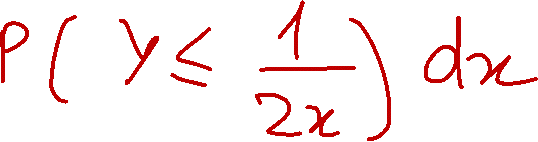 P( Y ≤ 1/2x ) dx